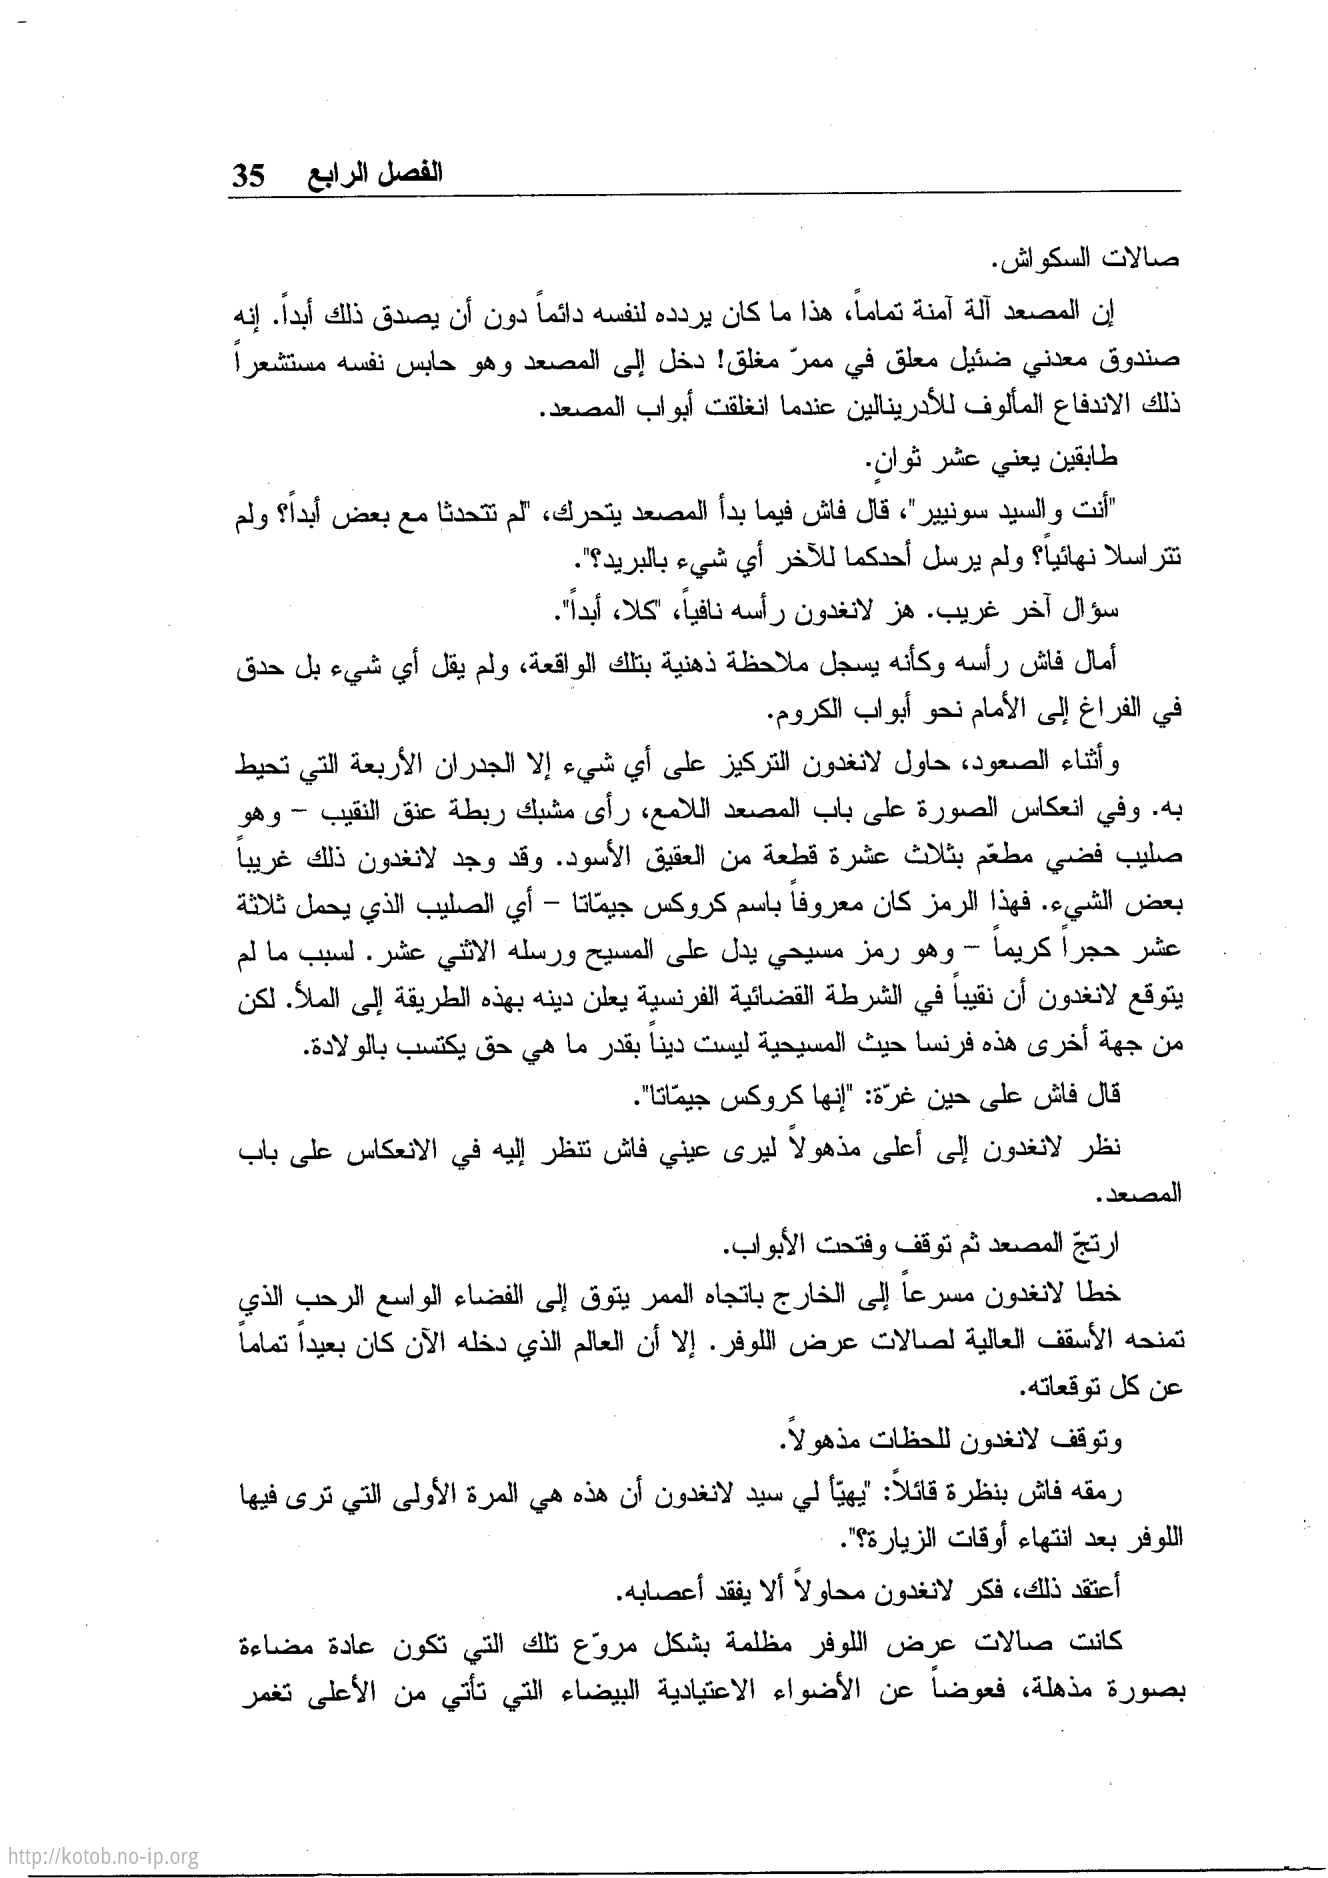 الفصل الرابع 35
صالات السكواش.
إن المصعد آلة آمنة تماماً، هذا ما كان يردده لنفسه دائماً دون أن يصدق ذلك أبداً. إنه
صندوق معدني ضئيل معلق في ممرّ مغلق! دخل إلى المصعد وهو حابس نفسه مستشعراً
ذلك الاندفاع المألوف للأدرينالين عندما انغلقت أبواب المصعد.
طابقين يعني عشر ثوانٍ.
"أنت والسيد سونيير"، قال فاش فيما بدأ المصعد يتحرك، "لم تتحدثا مع بعض أبداً؟ ولم
تتراسلا نهائياً؟ ولم يرسل أحدكما للآخر أي شيء بالبريد؟".
سؤال آخر غريب. هز لانغدون رأسه نافياً، "كلا، أبداً".
أمال فاش رأسه وكأنه يسجل ملاحظة ذهنية بتلك الواقعة، ولم يقل أي شيء بل حدق
في الفراغ إلى الأمام نحو أبواب الكروم.
وأثناء الصعود، حاول لانغدون التركيز على أي شيء إلا الجدران الأربعة التي تحيط
به. وفي انعكاس الصورة على باب المصعد اللامع، رأى مشبك ربطة عنق النقيب – وهو
صليب فضي مطعّم بثلاث عشرة قطعة من العقيق الأسود. وقد وجد لانغدون ذلك غريباً
بعض الشيء. فهذا الرمز كان معروفاً باسم كروكس جيمّاتا – أي الصليب الذي يحمل ثلاثة
عشر حجراً كريماً – وهو رمز مسيحي يدل على المسيح ورسله الاثني عشر. لسبب ما لم
يتوقع لانغدون أن نقيباً في الشرطة القضائية الفرنسية يعلن دينه بهذه الطريقة إلى الملأ. لكن
من جهة أخرى هذه فرنسا حيث المسيحية ليست ديناً بقدر ما هي حق يكتسب بالولادة.
قال فاش على حين غرّة: "إنها كروكس جيمّاتا".
نظر لانغدون إلى أعلى مذهولاً ليرى عيني فاش تنظر إليه في الانعكاس على باب
المصعد.
ارتجّ المصعد ثم توقف وفتحت الأبواب.
خطا لانغدون مسرعاً إلى الخارج باتجاه الممر يتوق إلى الفضاء الواسع الرحب الذي
تمنحه الأسقف العالية لصالات عرض اللوفر. إلا أن العالم الذي دخله الآن كان بعيداً تماماً
عن كل توقعاته.
وتوقف لانغدون للحظات مذهولاً.
رمقه فاش بنظرة قائلاً: "يهيّأ لي سيد لانغدون أن هذه هي المرة الأولى التي ترى فيها
اللوفر بعد انتهاء أوقات الزيارة؟".
أعتقد ذلك، فكر لانغدون محاولاً ألا يفقد أعصابه.
كانت صالات عرض اللوفر مظلمة بشكل مروّع تلك التي تكون عادة مضاءة
بصورة مذهلة، فعوضاً عن الأضواء الاعتيادية البيضاء التي تأتي من الأعلى تغمر
http://kotob.no-ip.org